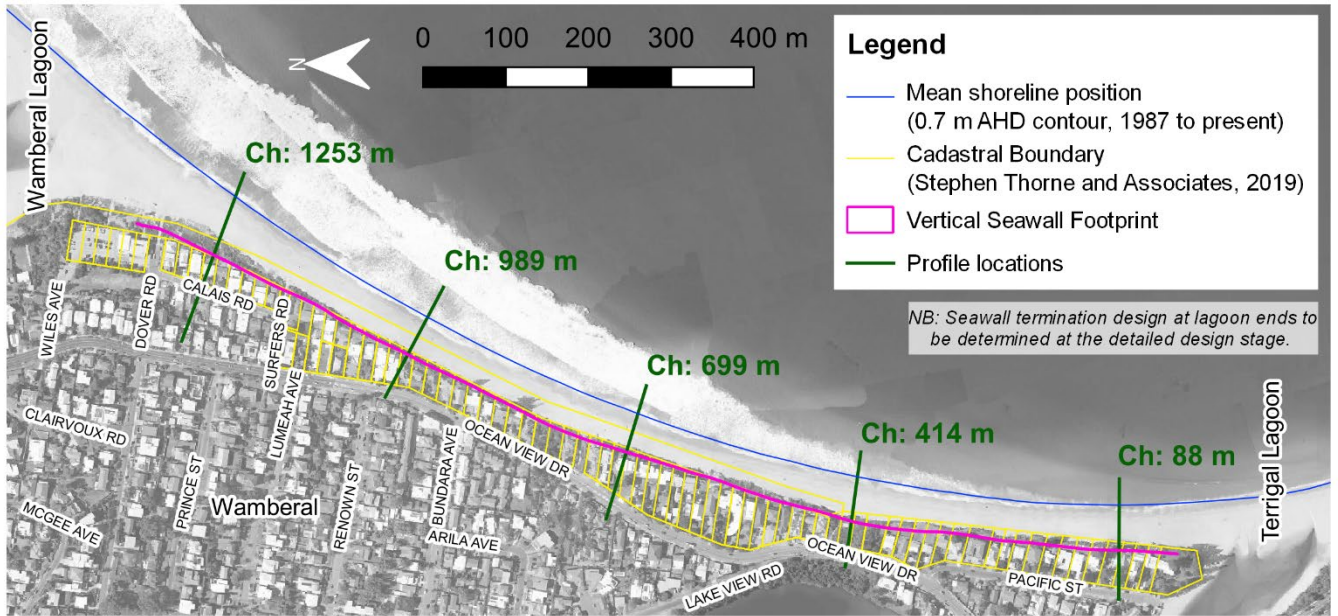 Wamberal Lagoon
N
0 100 200 300 400 m
Legend
Mean shoreline position
(0.7 m AHD contour, 1987 to present)
Cadastral Boundary
(Stephen Thorne and Associates, 2019)
Vertical Seawall Footprint
Profile locations
NB: Seawall termination design at lagoon ends to
be determined at the detailed design stage.
Ch: 1253 m
Ch: 989 m
Ch: 699 m
Ch: 414 m
Ch: 88 m
Terrigal Lagoon
WILES AVE
DOVER RD
CALAIS RD
SURFERS RD
LUMEAH AVE
CLAIRVOUX RD
PRINCE ST
Wamberal
RENOWN ST
BUNDARA AVE
OCEAN VIEW DR
MCGEE AVE
ARILA AVE
LAKE VIEW RD
OCEAN VIEW DR
PACIFIC ST